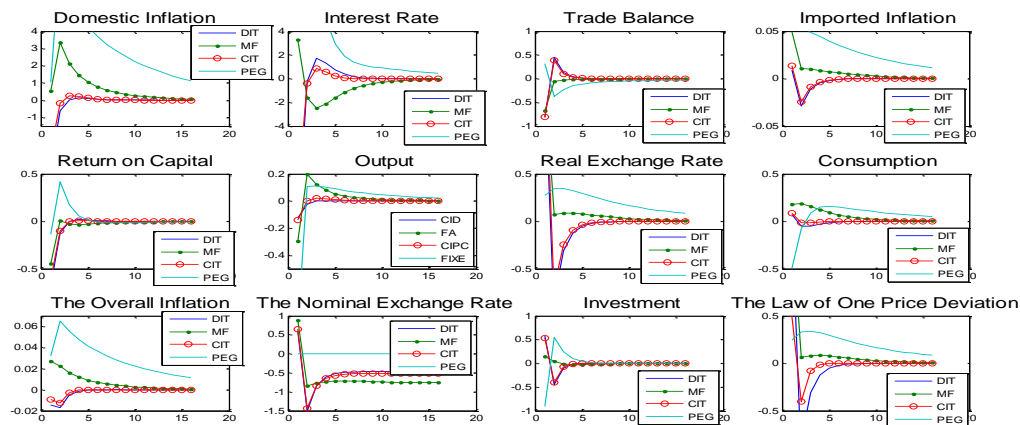 Domestic Inflation
4
3
2
1
0
-1
0
5
10
15
20
DIT
MF
CIT
PEG
Interest Rate
4
2
0
-2
-4
0
5
DIT
MF
CIT
PEG
20
Trade Balance
1
0.5
0
-0.5
-1
0
5
DIT
MF
CIT
PEG
20
Imported Inflation
0.05
0
-0.05
0
5
10
DIT
MF
CIT
PEG
20
Return on Capital
0.5
0
-0.5
0
5
10
DIT
MF
CIT
PEG
20
Output
0.2
0
-0.2
-0.4
0
5
10
15
20
CID
FA
CIPC
FIXE
Real Exchange Rate
0.5
0
-0.5
0
5
10
DIT
MF
CIT
PEG
20
Consumption
0.5
0
-0.5
0
5
10
DIT
MF
CIT
PEG
20
The Overall Inflation
0.06
0.04
0.02
0
-0.02
0
5
10
15
20
DIT
MF
CIT
PEG
The Nominal Exchange Rate
1
0.5
0
-0.5
-1
-1.5
0
5
10
15
20
DIT
MF
CIT
PEG
Investment
1
0.5
0
-0.5
-1
0
5
10
DIT
MF
CIT
PEG
20
The Law of One Price Deviation
0.5
0
-0.5
0
5
10
DIT
MF
CIT
PEG
20